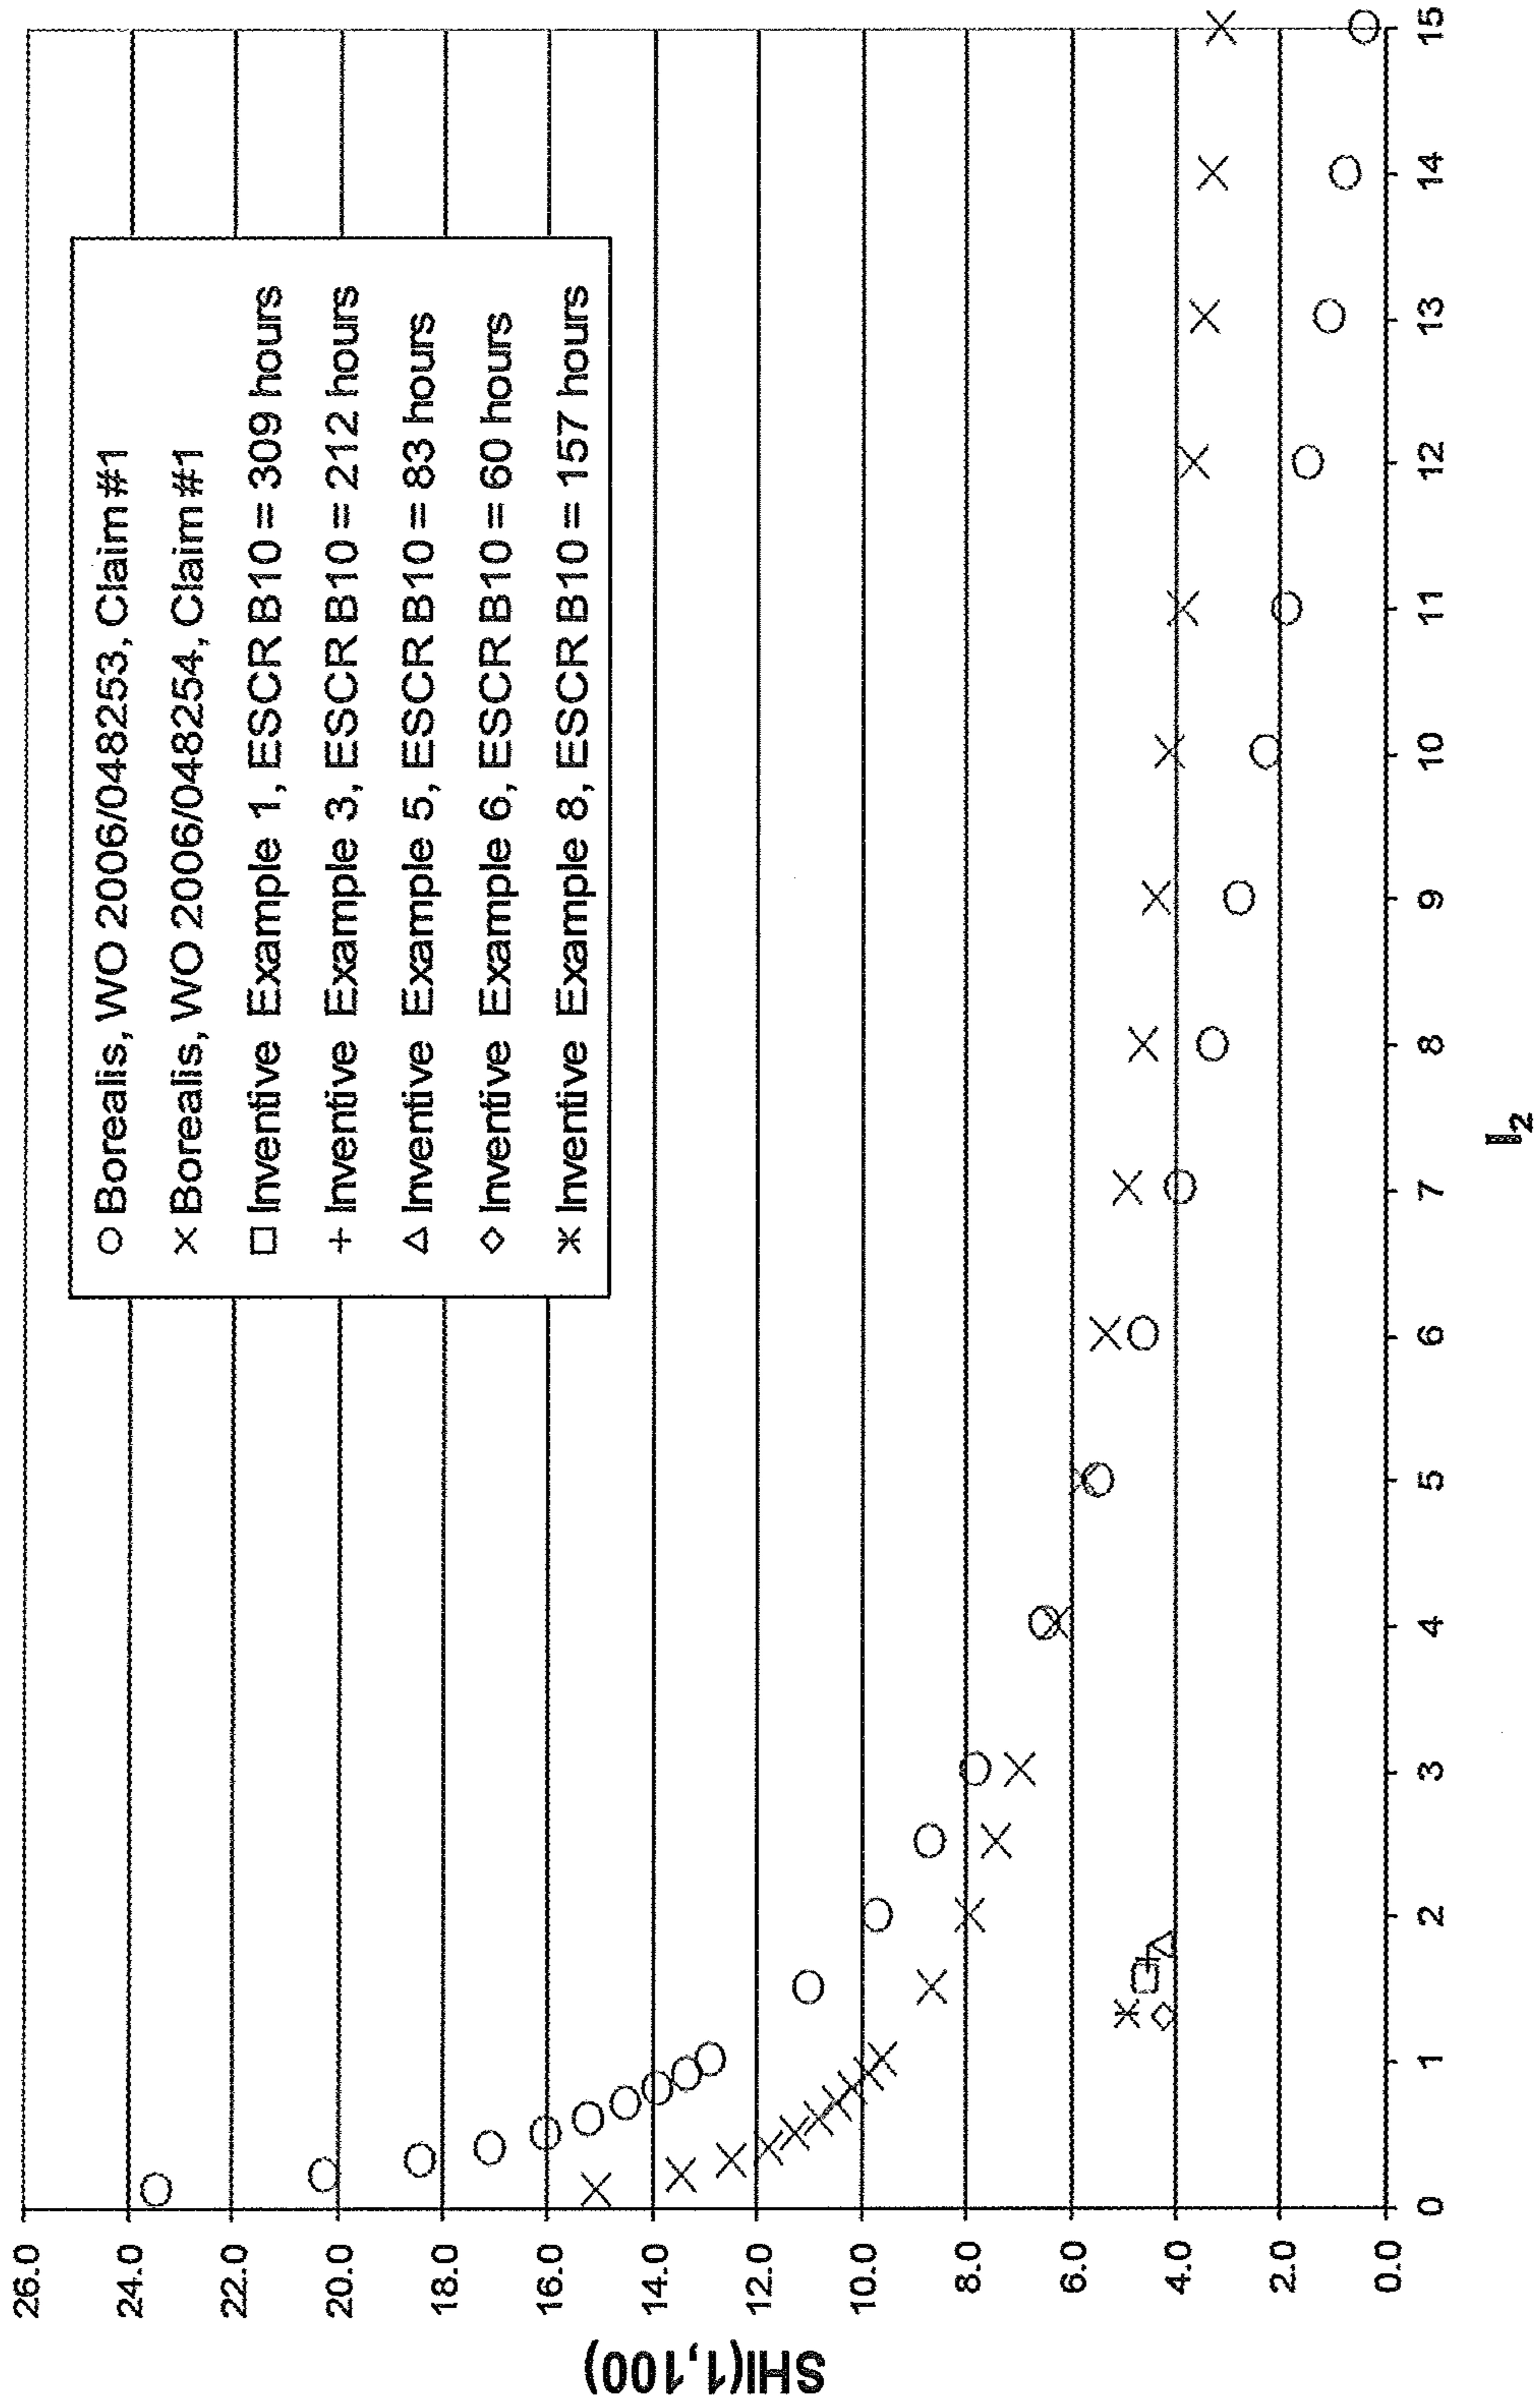 26.0
24.0
22.0
20.0
18.0
16.0
14.0
12.0
10.0
8.0
6.0
4.0
2.0
0.0
SHI(1,100)
Borealis, WO 2006/048253, Claim #1
Borealis, WO 2006/048254, Claim #1
Inventive Example 1, ESCR B10 = 309 hours
Inventive Example 3, ESCR B10 = 212 hours
Inventive Example 5, ESCR B10 = 83 hours
Inventive Example 6, ESCR B10 = 60 hours
Inventive Example 8, ESCR B10 = 157 hours
0 1 2 3 4 5 6 7 8 9 10 11 12 13 14 15
I₂